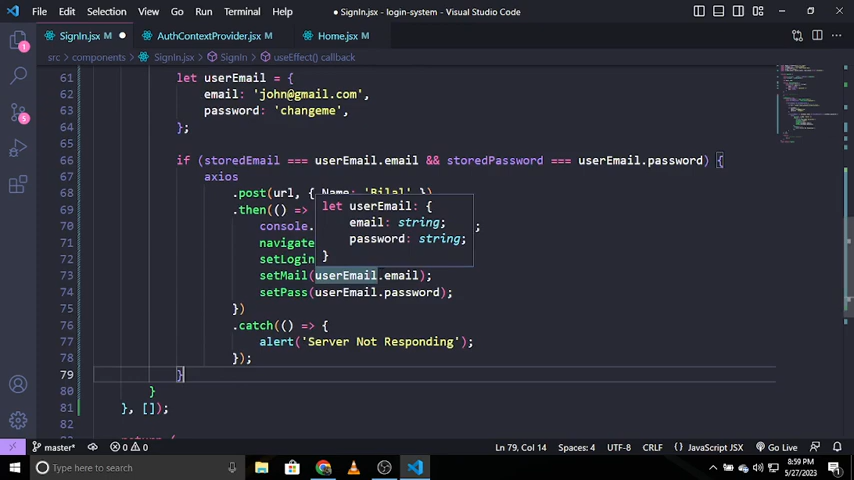 File Edit Selection View Go Run Terminal Help
SignIn.jsx - login-system - Visual Studio Code
SignIn.jsx M AuthContextProvider.jsx M Home.jsx M
src > components > SignIn.jsx > SignIn > useEffect() callback
61 let userEmail = {
62 email: 'john@gmail.com',
63 password: 'changeme',
64 };
65
66 if (storedEmail === userEmail.email && storedPassword === userEmail.password) {
67 axios
68 .post(url, { Name: 'Bilal' })
69 .then(() =>
70 console. ;
71 navigate
72 setLogin
73 setMail(userEmail.email);
74 setPass(userEmail.password);
75 })
76 .catch(() => {
77 alert('Server Not Responding');
78 });
79 }
80 }
81 }, []);
82
let userEmail: {
email: string;
password: string;
}
1
5
master* 0 0 Ln 79, Col 14 Spaces: 4 UTF-8 CRLF JavaScript JSX Go Live
Type here to search
8:59 PM
5/27/2023